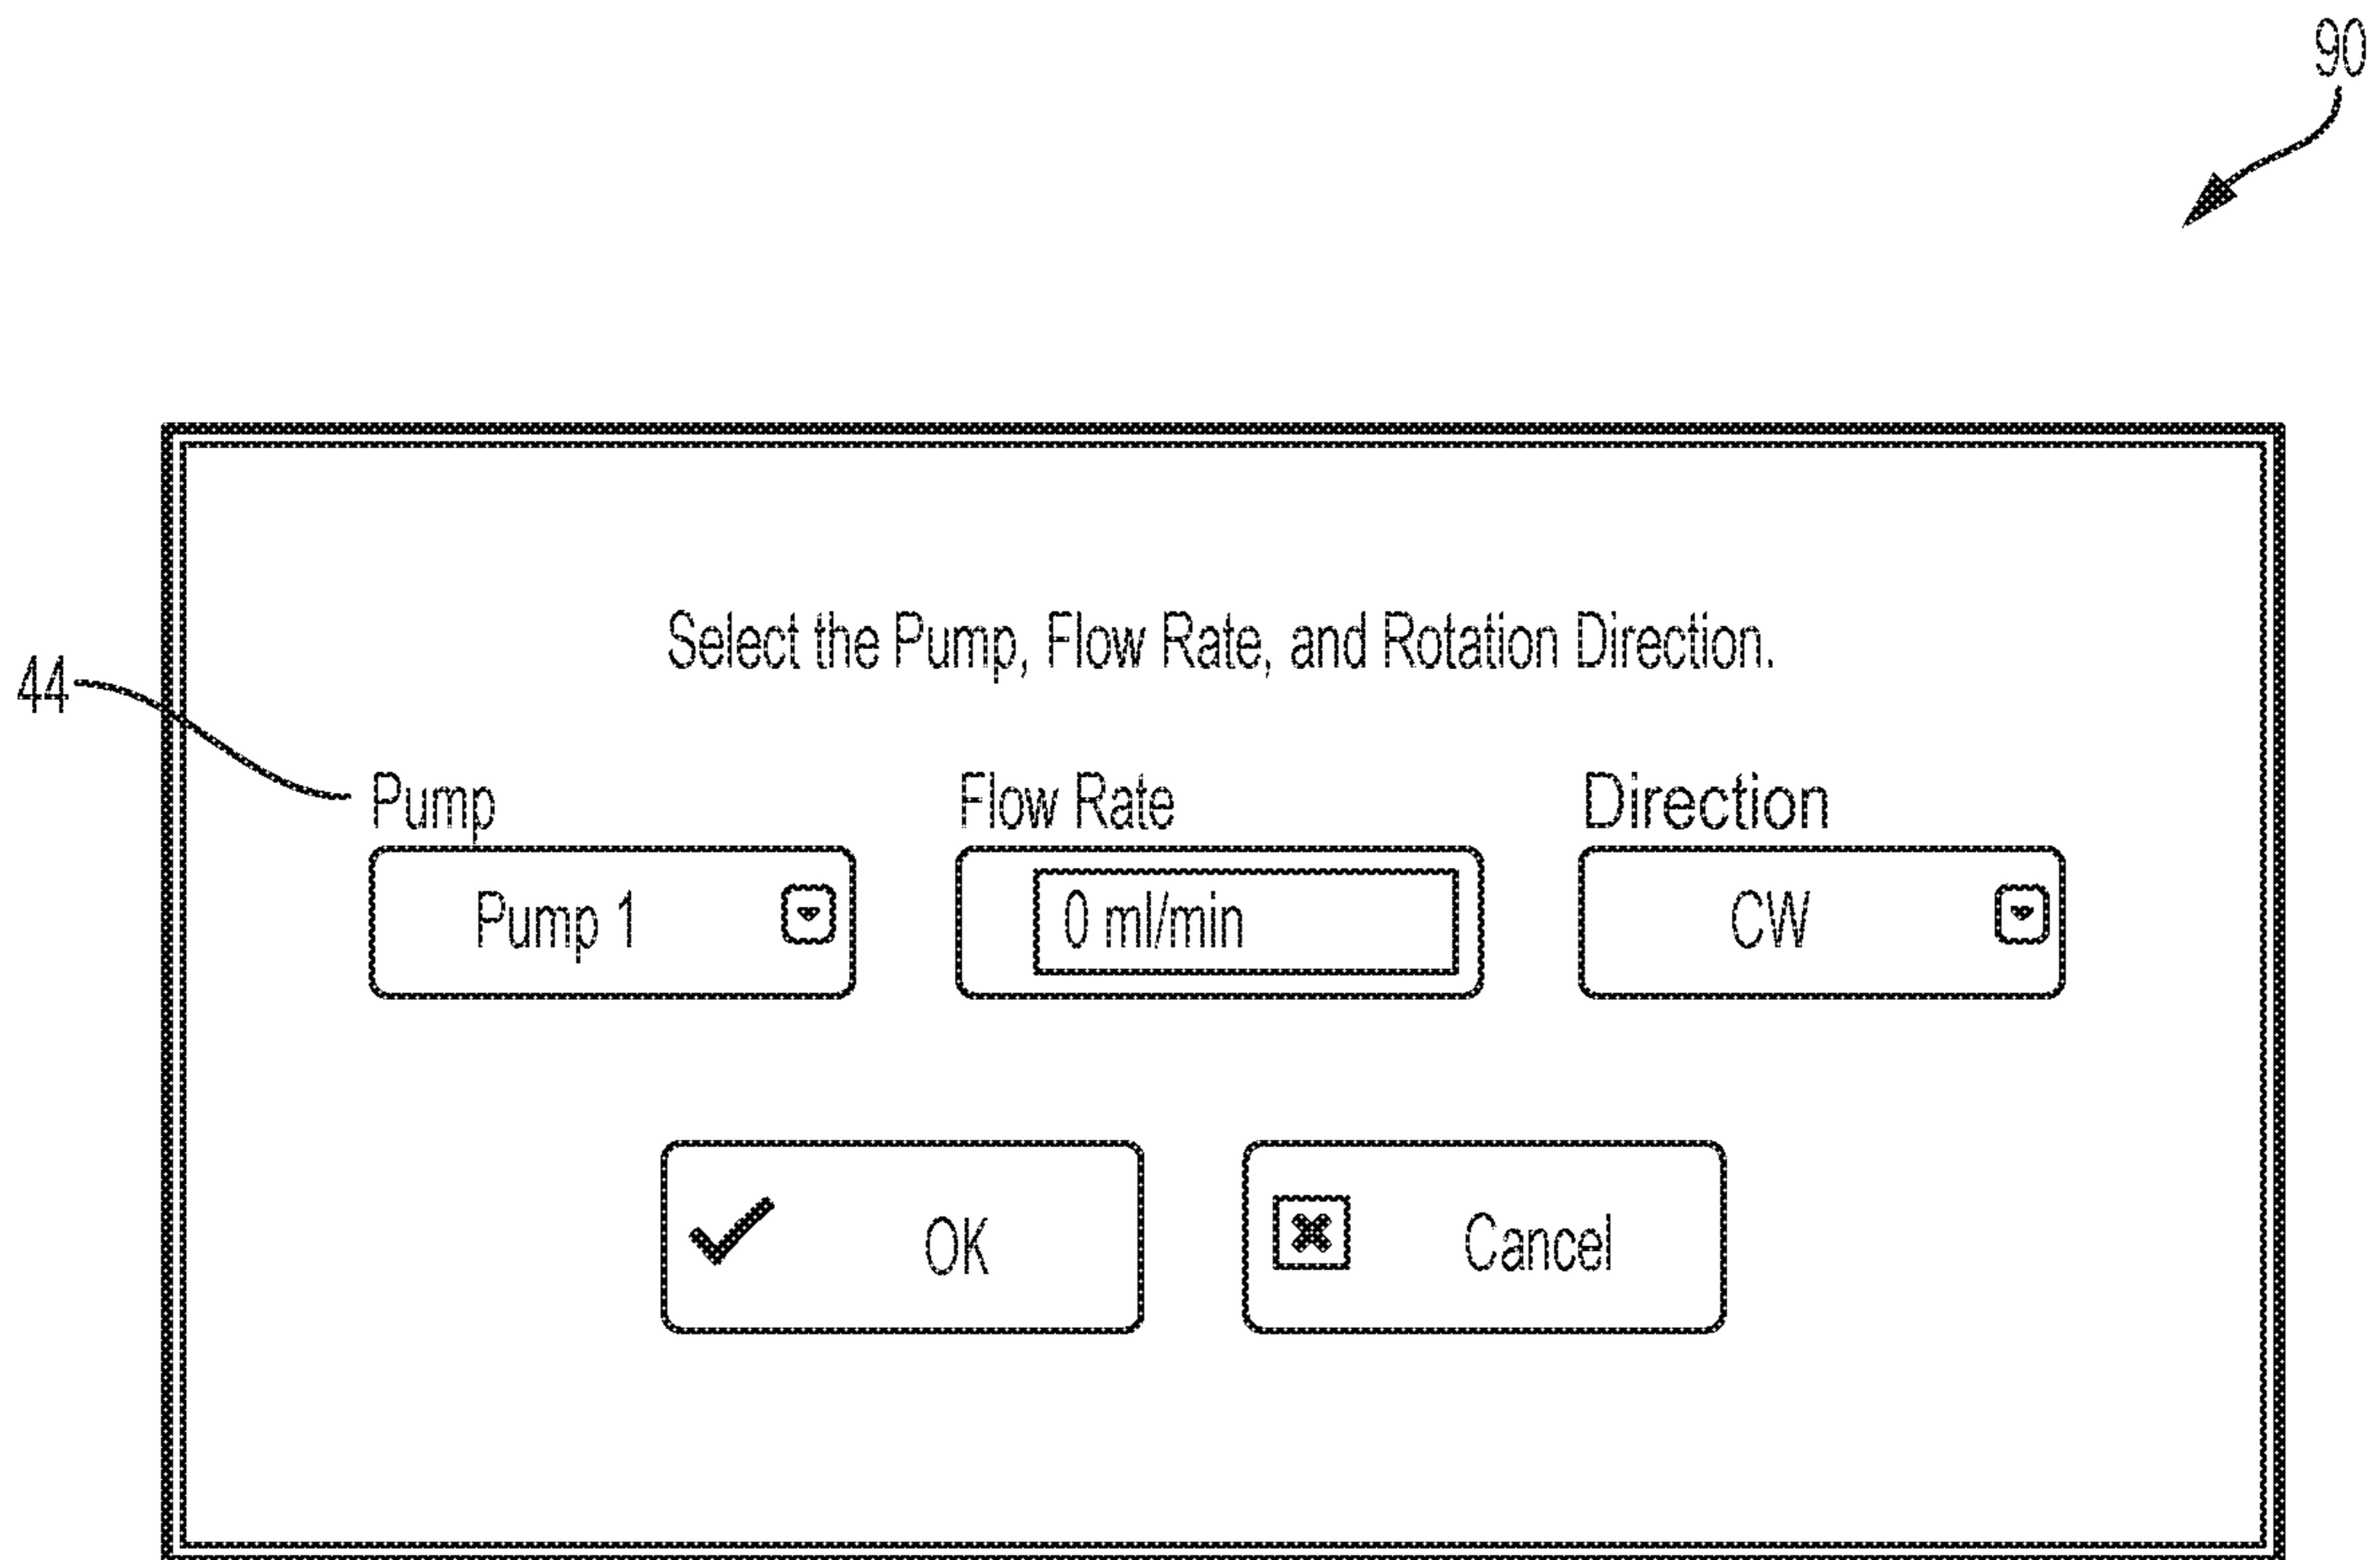 90
Select the Pump, Flow Rate, and Rotation Direction.
44
Pump Flow Rate Direction
Pump 1 0 ml/min CW
OK Cancel